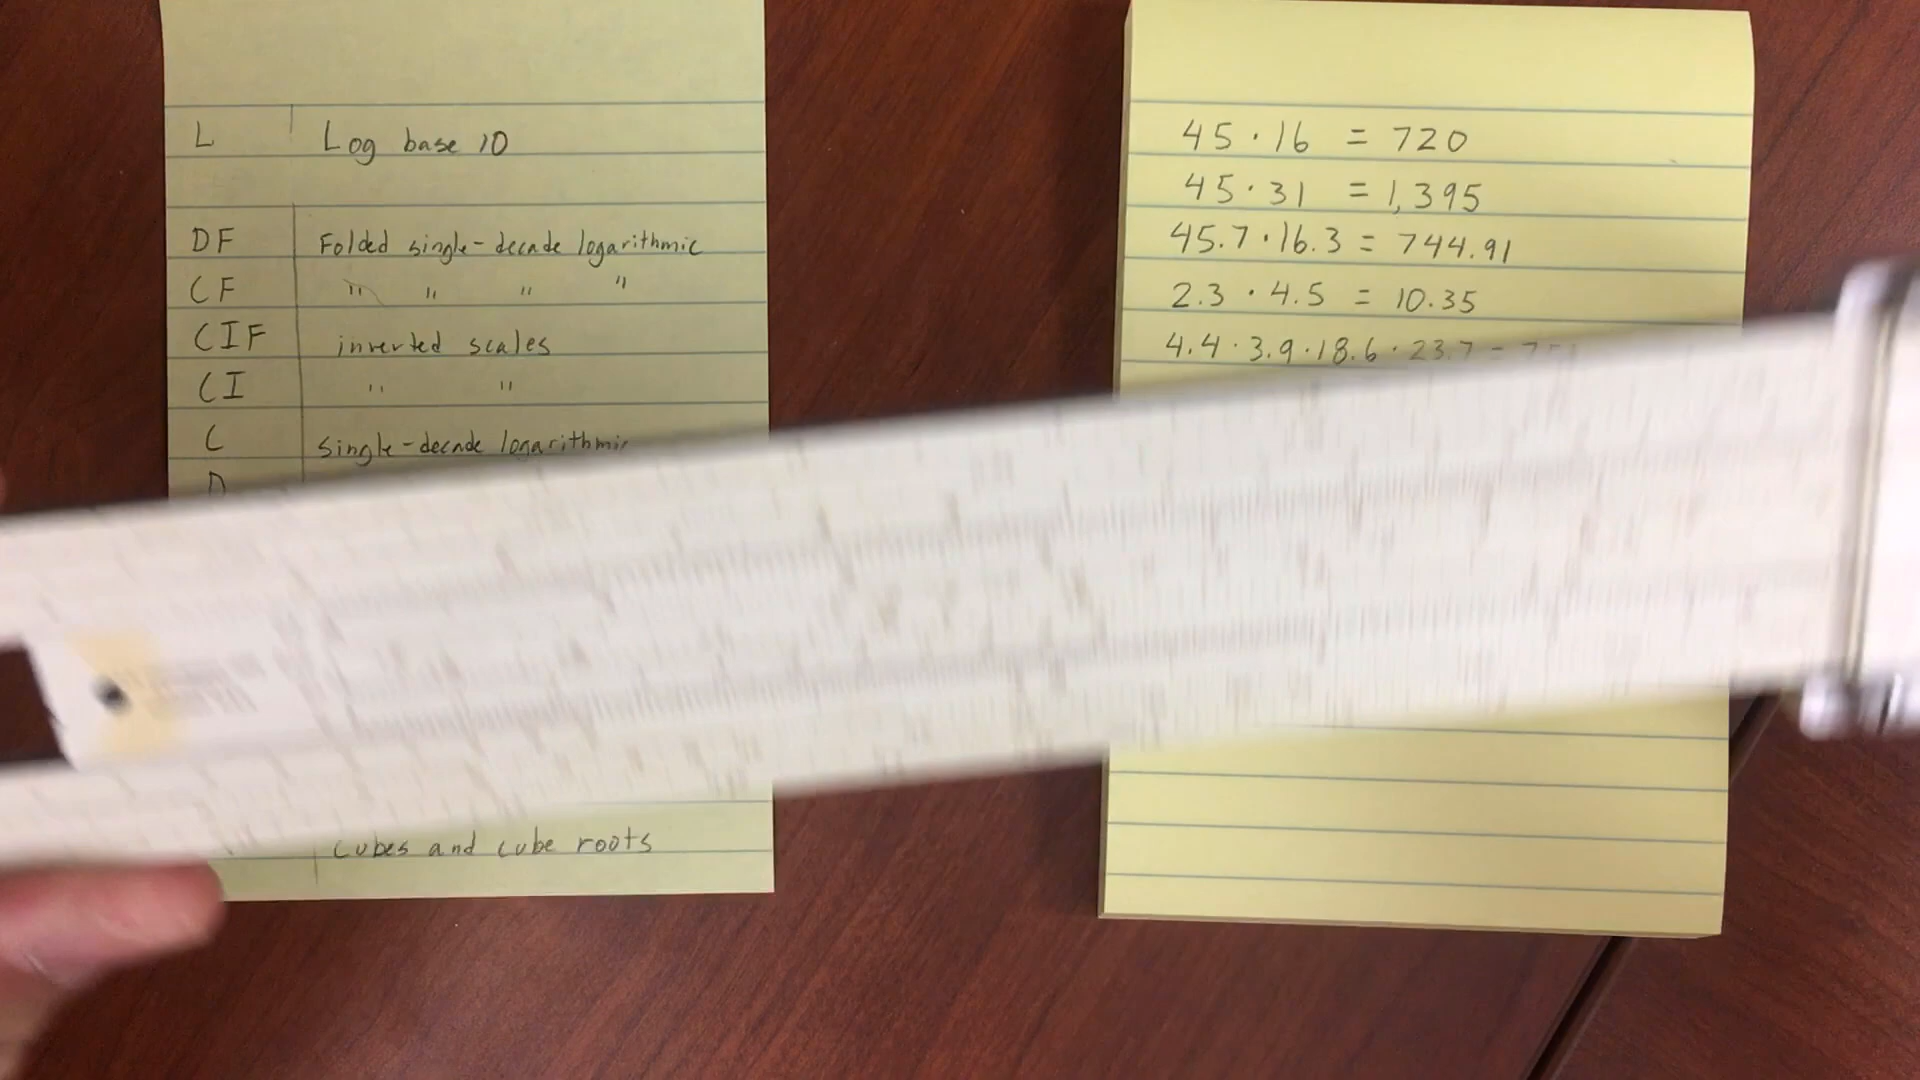 L Log base 10
DF Folded single-decade logarithmic
CF " " " "
CIF inverted scales
CI " "
C single-decade logarithmic
D
cubes and cube roots
45 · 16 = 720
45 · 31 = 1,395
45.7 · 16.3 = 744.91
2.3 · 4.5 = 10.35
4.4 · 3.9 · 18.6 · 23.7 =